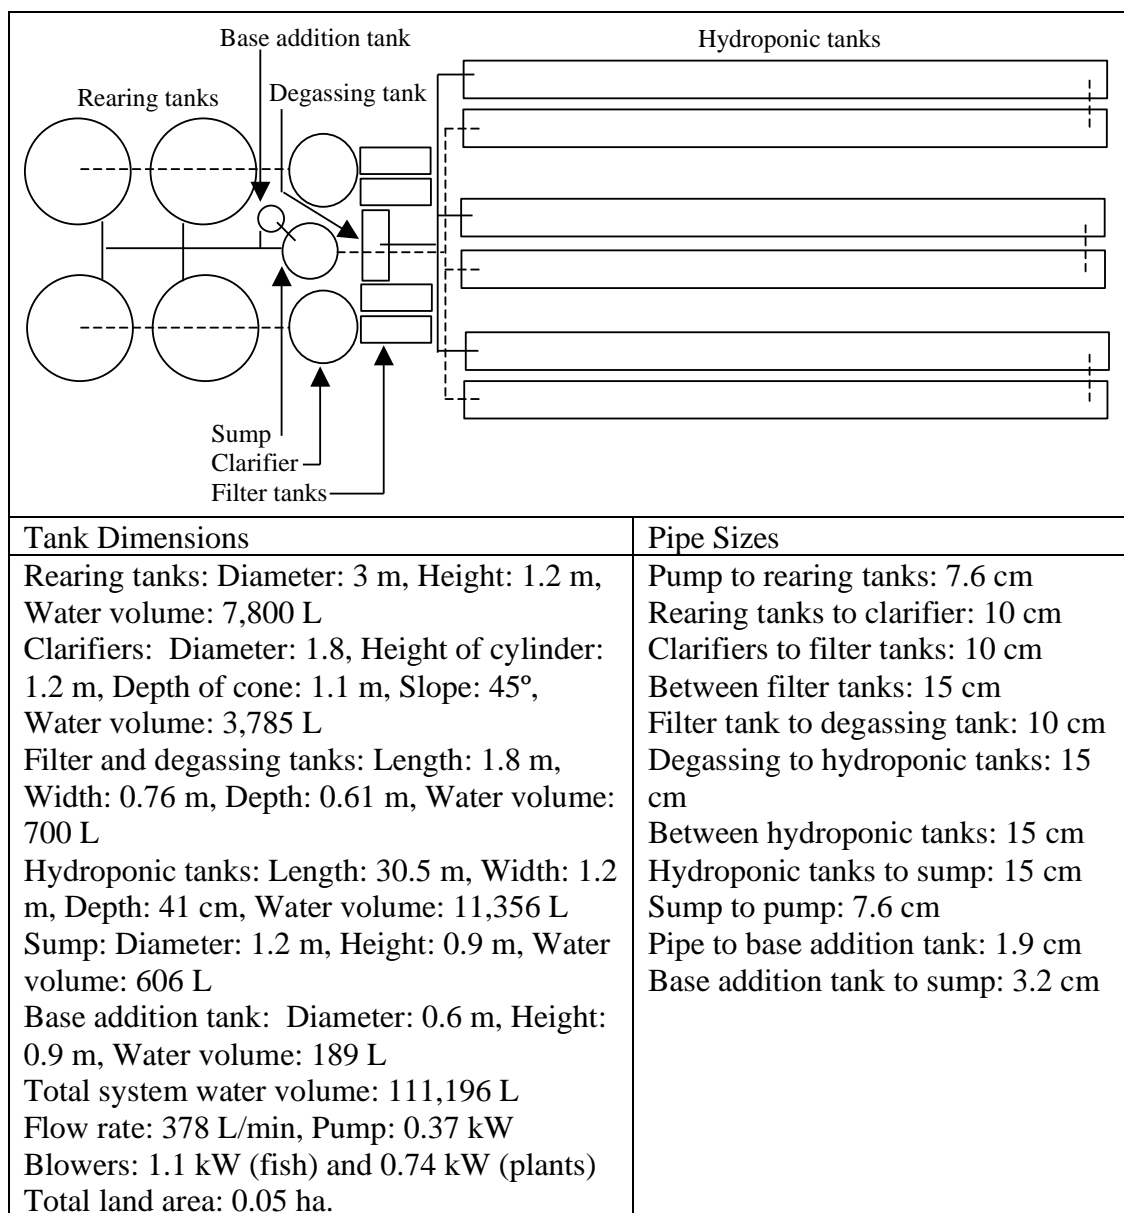 Base addition tank
Hydroponic tanks
Rearing tanks
Degassing tank
Sump
Clarifier
Filter tanks
Tank Dimensions
Rearing tanks: Diameter: 3 m, Height: 1.2 m,
Water volume: 7,800 L
Clarifiers:  Diameter: 1.8, Height of cylinder:
1.2 m, Depth of cone: 1.1 m, Slope: 45º,
Water volume: 3,785 L
Filter and degassing tanks: Length: 1.8 m,
Width: 0.76 m, Depth: 0.61 m, Water volume:
700 L
Hydroponic tanks: Length: 30.5 m, Width: 1.2
m, Depth: 41 cm, Water volume: 11,356 L
Sump: Diameter: 1.2 m, Height: 0.9 m, Water
volume: 606 L
Base addition tank:  Diameter: 0.6 m, Height:
0.9 m, Water volume: 189 L
Total system water volume: 111,196 L
Flow rate: 378 L/min, Pump: 0.37 kW
Blowers: 1.1 kW (fish) and 0.74 kW (plants)
Total land area: 0.05 ha.
Pipe Sizes
Pump to rearing tanks: 7.6 cm
Rearing tanks to clarifier: 10 cm
Clarifiers to filter tanks: 10 cm
Between filter tanks: 15 cm
Filter tank to degassing tank: 10 cm
Degassing to hydroponic tanks: 15
cm
Between hydroponic tanks: 15 cm
Hydroponic tanks to sump: 15 cm
Sump to pump: 7.6 cm
Pipe to base addition tank: 1.9 cm
Base addition tank to sump: 3.2 cm